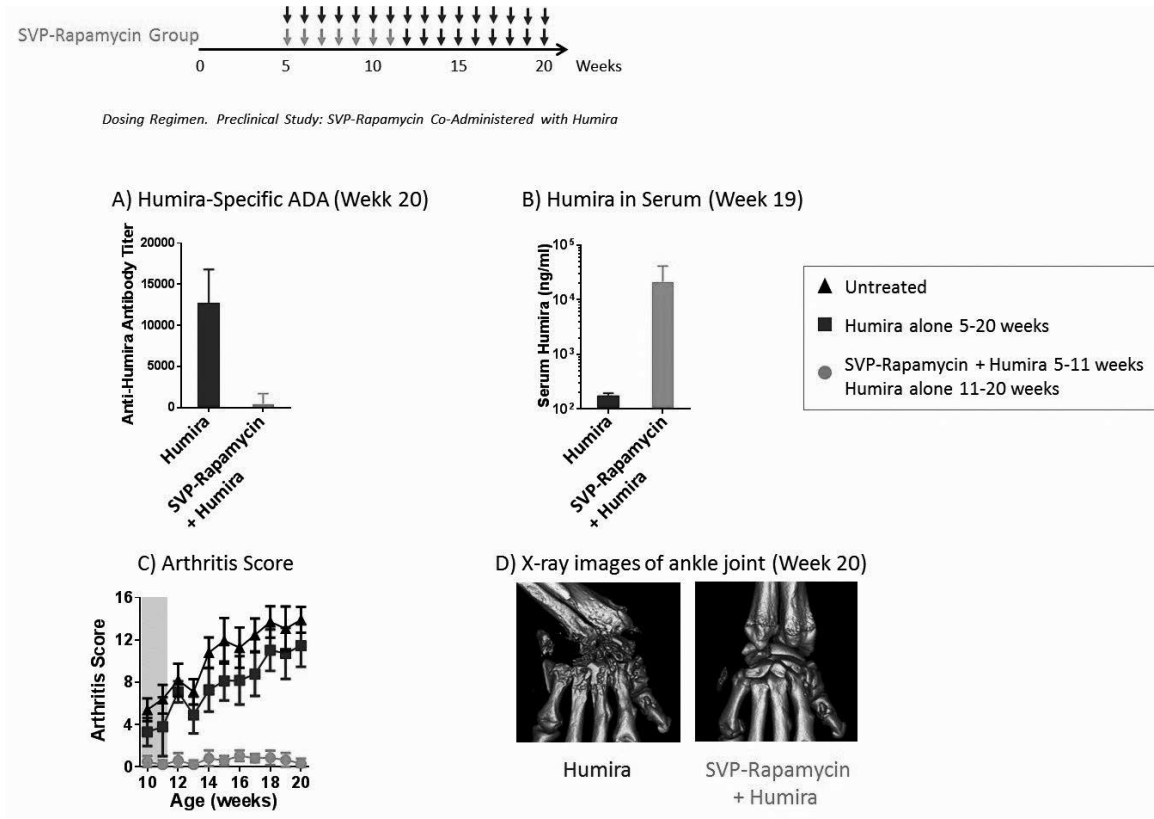 SVP-Rapamycin Group
0 5 10 15 20 Weeks
Dosing Regimen. Preclinical Study: SVP-Rapamycin Co-Administered with Humira
A) Humira-Specific ADA (Wekk 20)
Anti-Humira Antibody Titer
20000
15000
10000
5000
0
Humira
SVP-Rapamycin
+ Humira
B) Humira in Serum (Week 19)
Serum Humira (ng/ml)
10⁵
10⁴
10³
10²
Humira
SVP-Rapamycin
+ Humira
Untreated
Humira alone 5-20 weeks
SVP-Rapamycin + Humira 5-11 weeks
Humira alone 11-20 weeks
C) Arthritis Score
Arthritis Score
16
12
8
4
0
10 12 14 16 18 20
Age (weeks)
D) X-ray images of ankle joint (Week 20)
Humira
SVP-Rapamycin
+ Humira